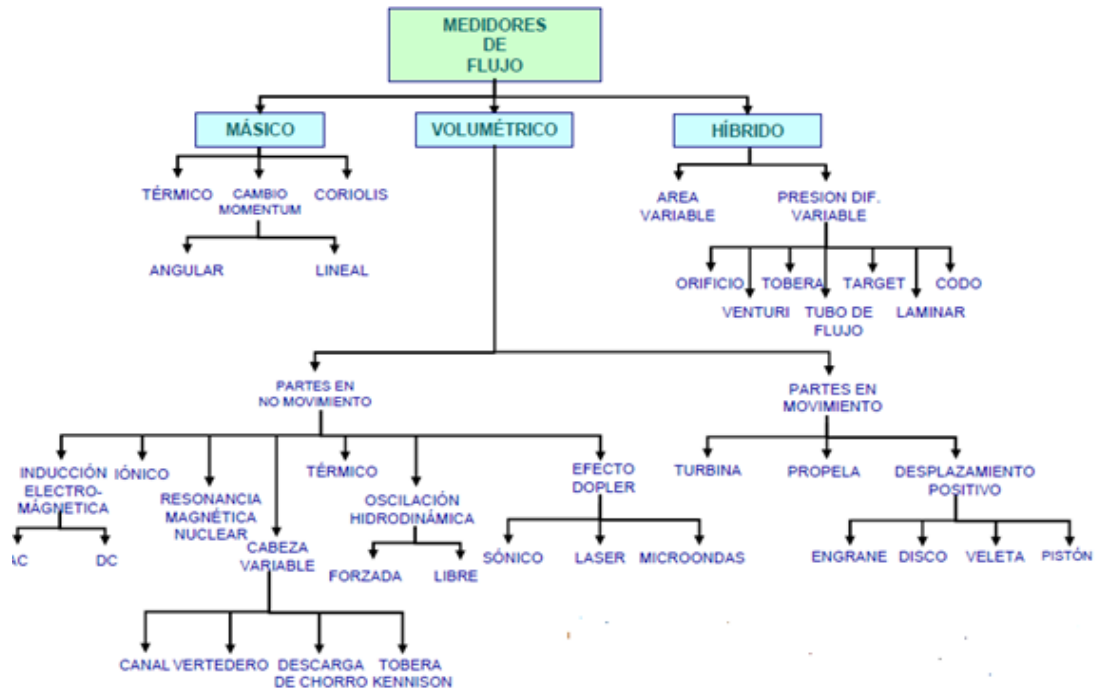 MEDIDORES
DE
FLUJO
MÁSICO
VOLUMÉTRICO
HÍBRIDO
TÉRMICO
CAMBIO
MOMENTUM
CORIOLIS
AREA
VARIABLE
PRESION DIF.
VARIABLE
ANGULAR
LINEAL
ORIFICIO
TOBERA
TARGET
CODO
VENTURI
TUBO DE
FLUJO
LAMINAR
PARTES EN
NO MOVIMIENTO
PARTES EN
MOVIMIENTO
INDUCCIÓN
ELECTRO-
MÁGNETICA
IÓNICO
RESONANCIA
MAGNÉTICA
NUCLEAR
CABEZA
VARIABLE
TÉRMICO
OSCILACIÓN
HIDRODINÁMICA
EFECTO
DOPLER
TURBINA
PROPELA
DESPLAZAMIENTO
POSITIVO
AC
DC
FORZADA
LIBRE
SÓNICO
LASER
MICROONDAS
ENGRANE
DISCO
VELETA
PISTÓN
CANAL
VERTEDERO
DESCARGA
DE CHORRO
TOBERA
KENNISON